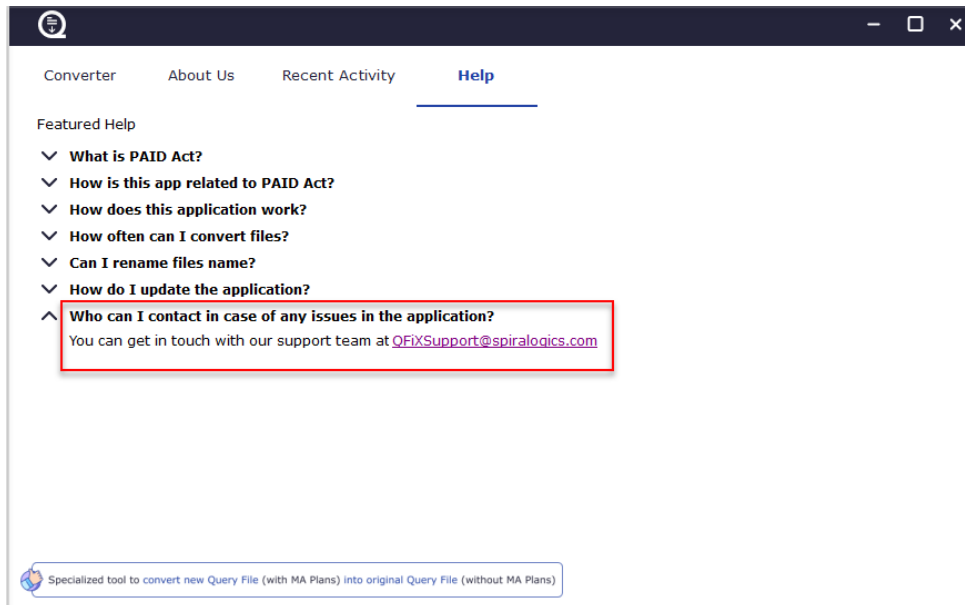 Converter About Us Recent Activity Help
Featured Help
What is PAID Act?
How is this app related to PAID Act?
How does this application work?
How often can I convert files?
Can I rename files name?
How do I update the application?
Who can I contact in case of any issues in the application?
You can get in touch with our support team at QFiXSupport@spiralogics.com
Specialized tool to convert new Query File (with MA Plans) into original Query File (without MA Plans)